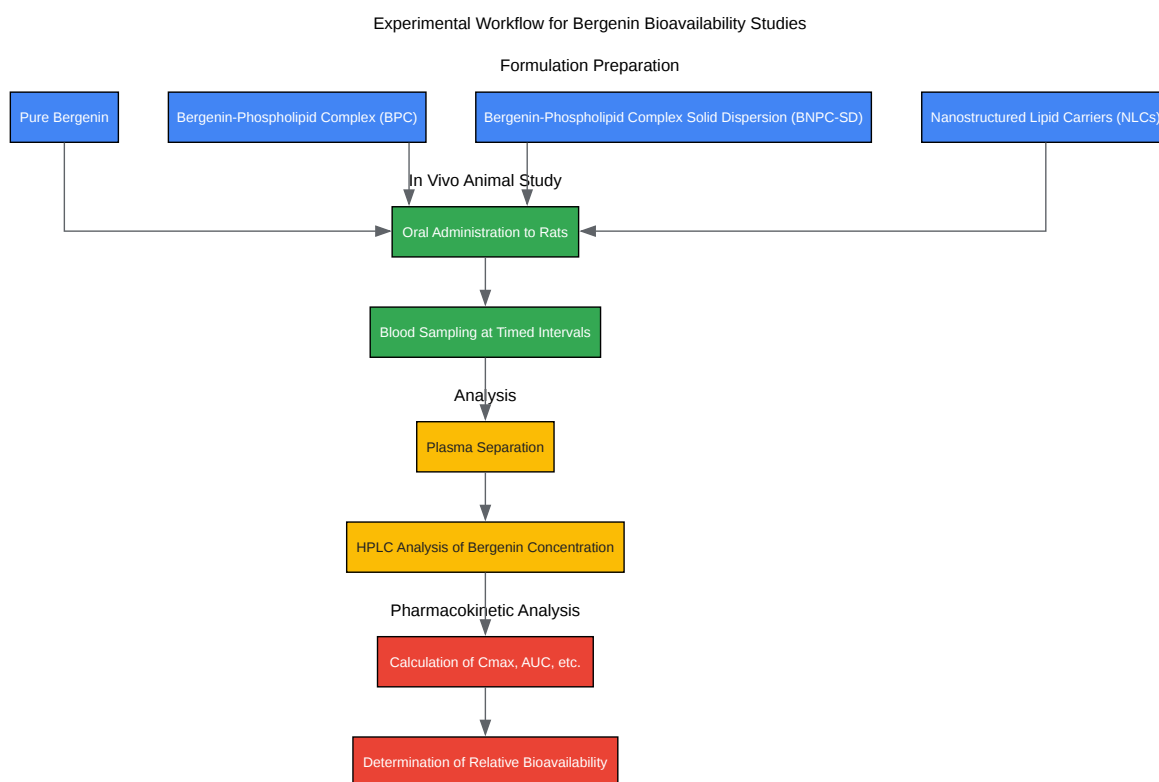 Experimental Workflow for Bergenin Bioavailability Studies
Formulation Preparation
Pure Bergenin
Bergenin-Phospholipid Complex (BPC)
Bergenin-Phospholipid Complex Solid Dispersion (BNPC-SD)
Nanostructured Lipid Carriers (NLCs)
In Vivo Animal Study
Oral Administration to Rats
Blood Sampling at Timed Intervals
Analysis
Plasma Separation
HPLC Analysis of Bergenin Concentration
Pharmacokinetic Analysis
Calculation of Cmax, AUC, etc.
Determination of Relative Bioavailability